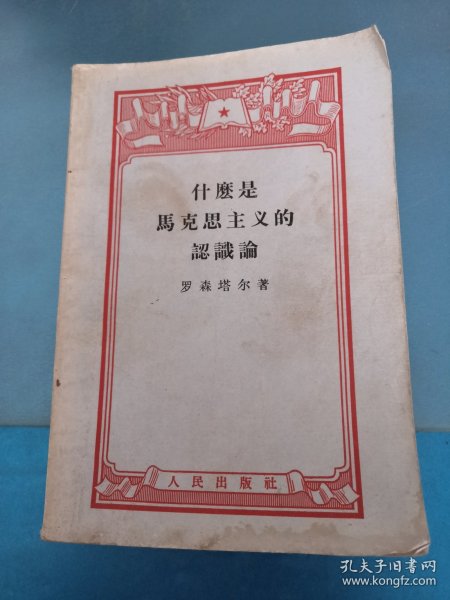 什麽是
馬克思主义的
認識論
罗森塔尔著
人民出版社
孔夫子旧书网
www.kongfz.com